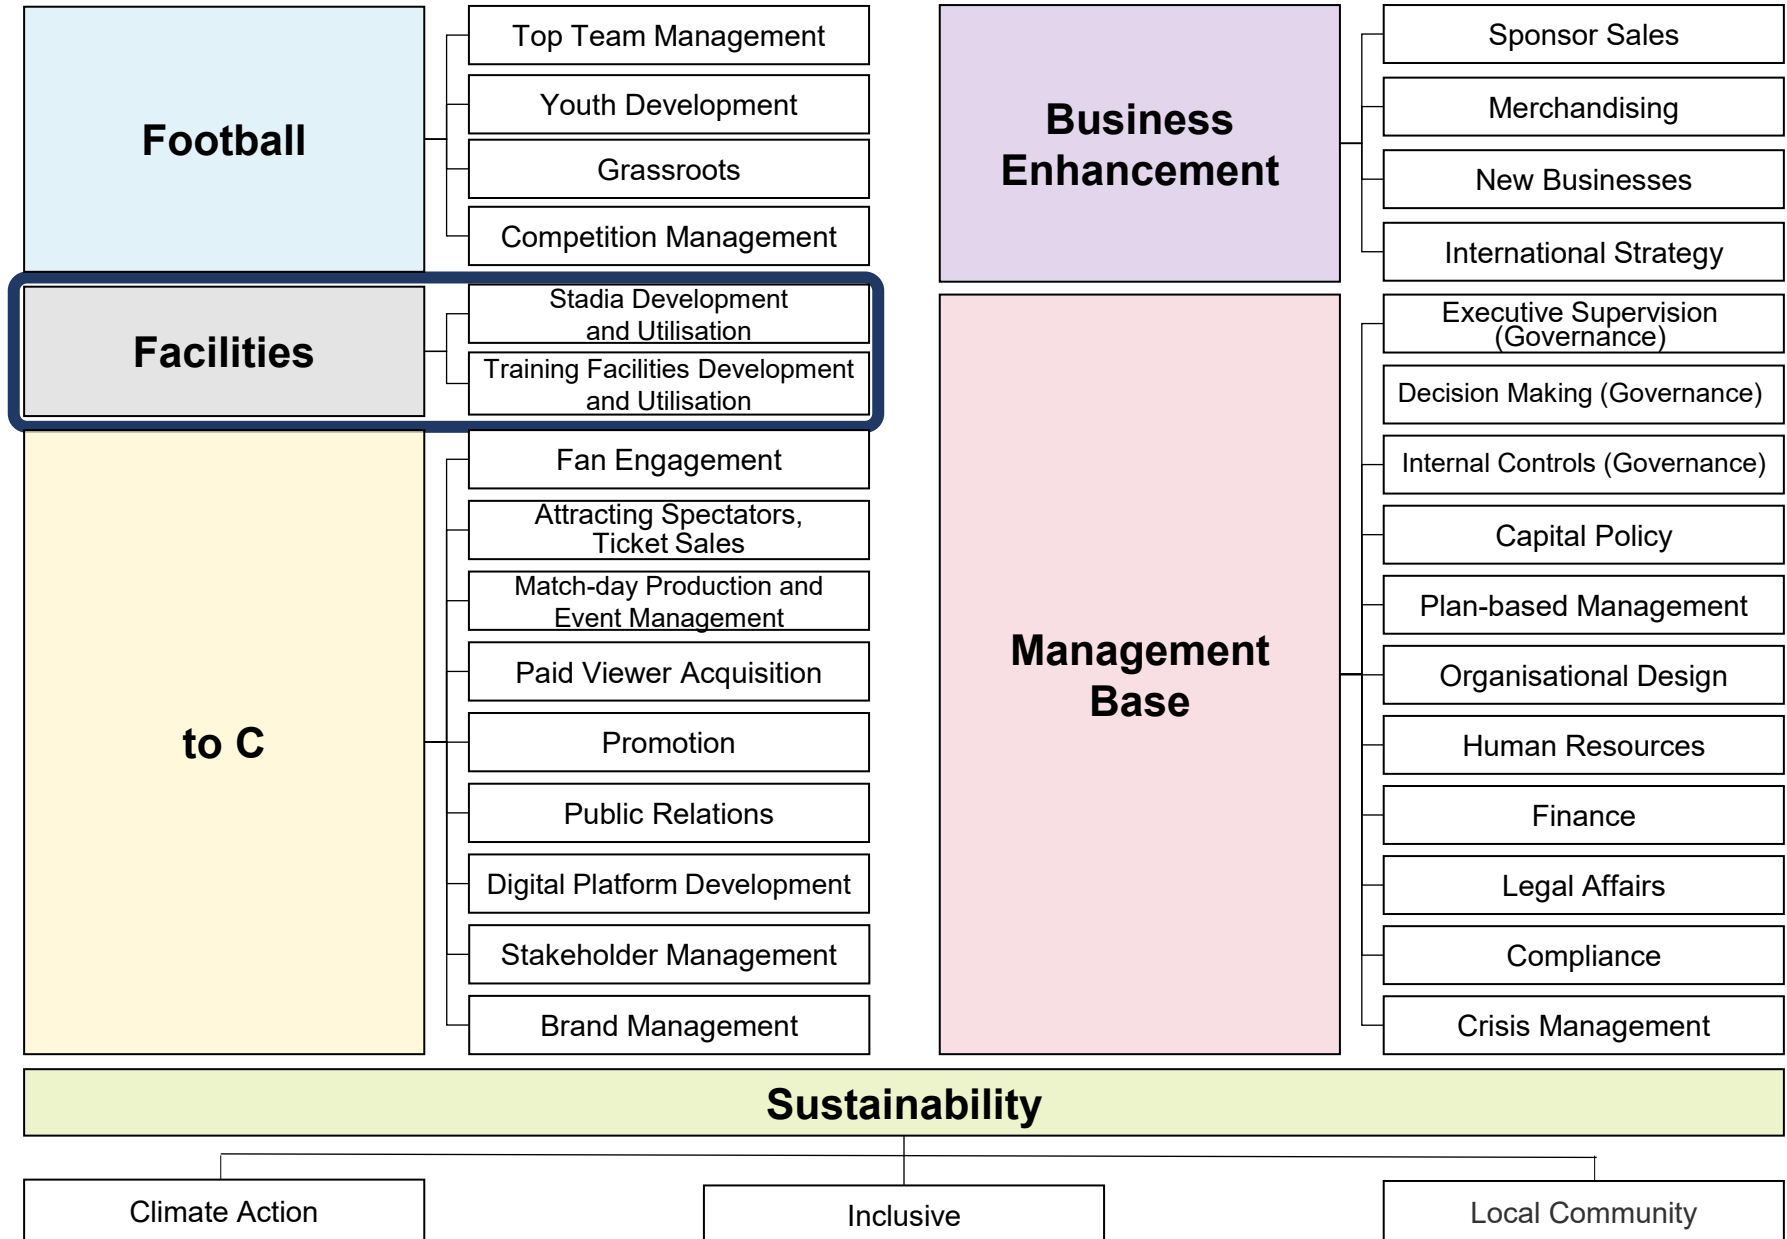 Football
Top Team Management
Youth Development
Grassroots
Competition Management
Facilities
Stadia Development
and Utilisation
Training Facilities Development
and Utilisation
to C
Fan Engagement
Attracting Spectators,
Ticket Sales
Match-day Production and
Event Management
Paid Viewer Acquisition
Promotion
Public Relations
Digital Platform Development
Stakeholder Management
Brand Management
Business
Enhancement
Sponsor Sales
Merchandising
New Businesses
International Strategy
Management
Base
Executive Supervision
(Governance)
Decision Making (Governance)
Internal Controls (Governance)
Capital Policy
Plan-based Management
Organisational Design
Human Resources
Finance
Legal Affairs
Compliance
Crisis Management
Sustainability
Climate Action
Inclusive
Local Community